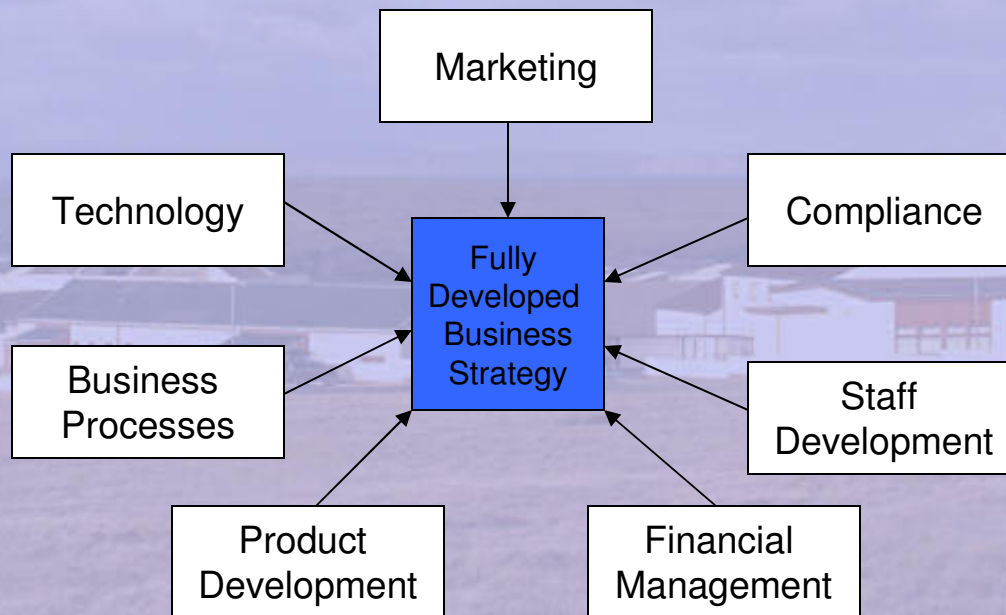 Marketing
Technology
Compliance
Fully
Developed
Business
Strategy
Business
Processes
Staff
Development
Product
Development
Financial
Management